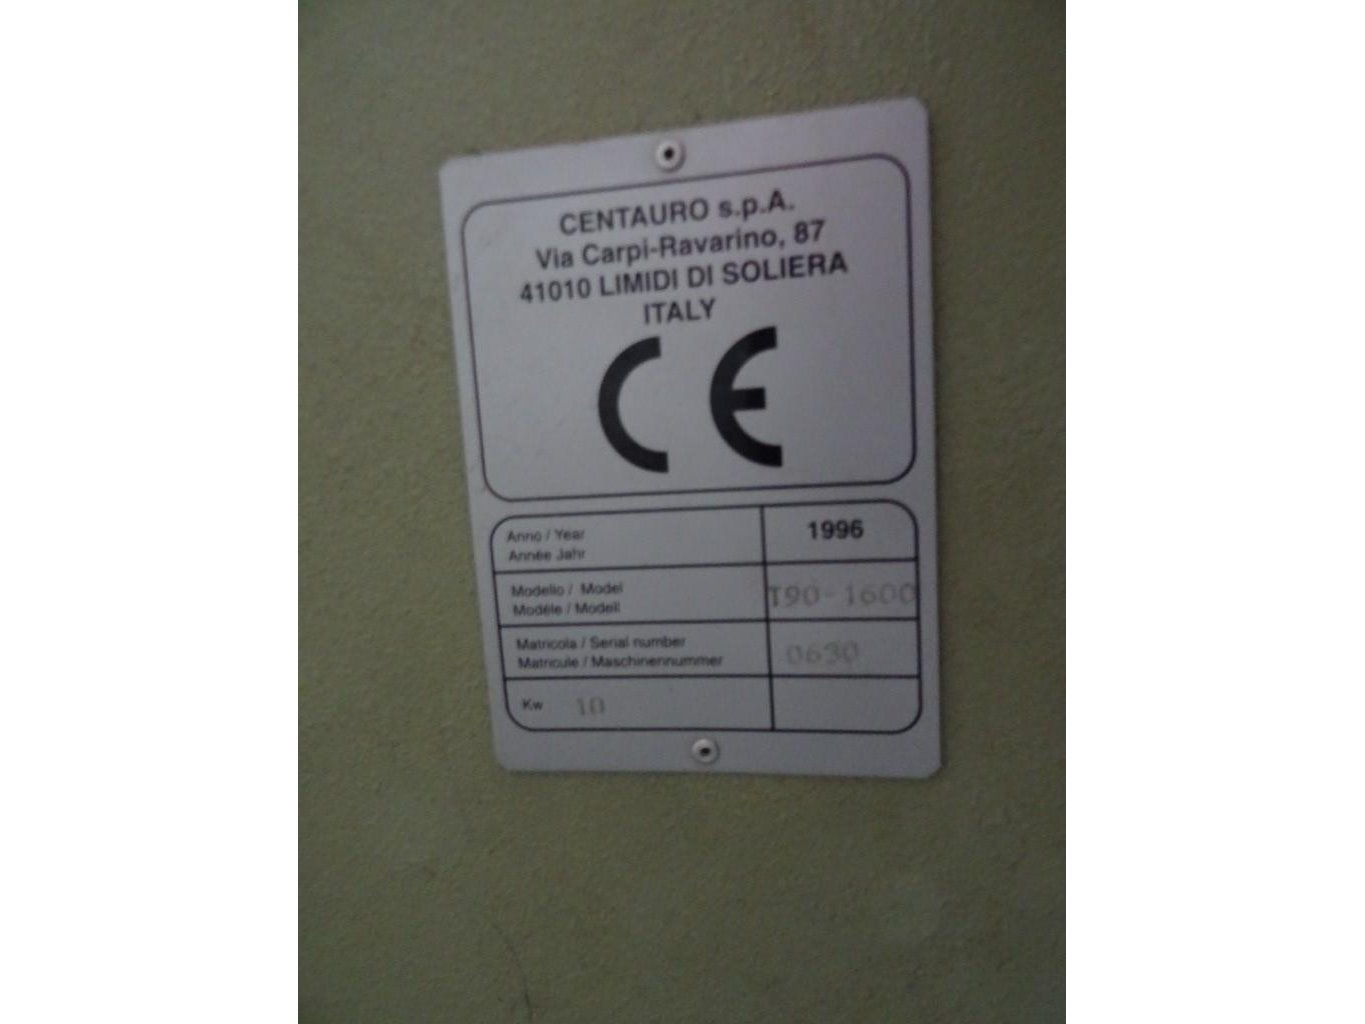 CENTAURO s.p.A.
Via Carpi-Ravarino, 87
41010 LIMIDI DI SOLIERA
ITALY
CE
Anno / Year
Année Jahr
1996
Modello / Model
Modéle / Modell
T90-1600
Matricola / Serial number
Matricule / Maschinennummer
0630
Kw 10